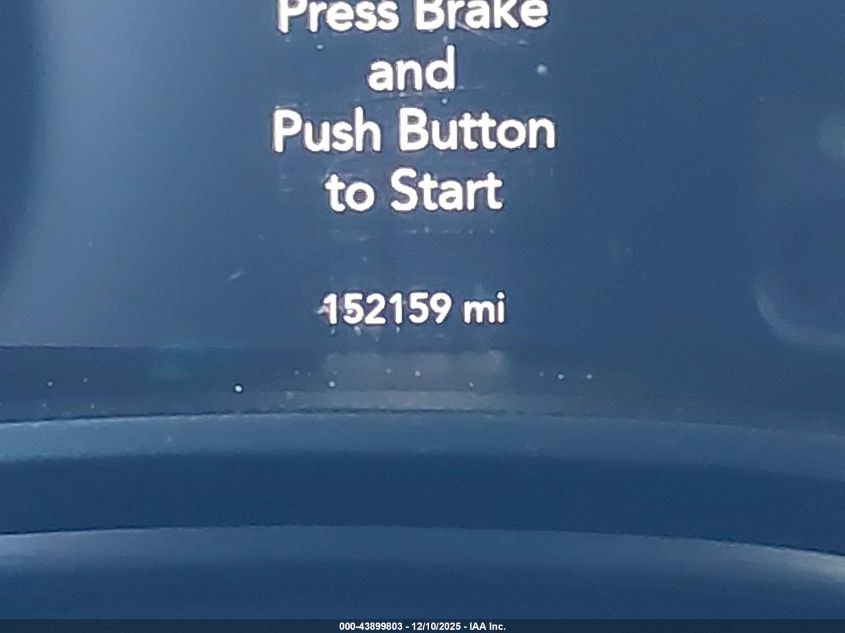 Press Brake
and
Push Button
to Start
152159 mi
000-43899803 - 12/10/2025 - IAA Inc.